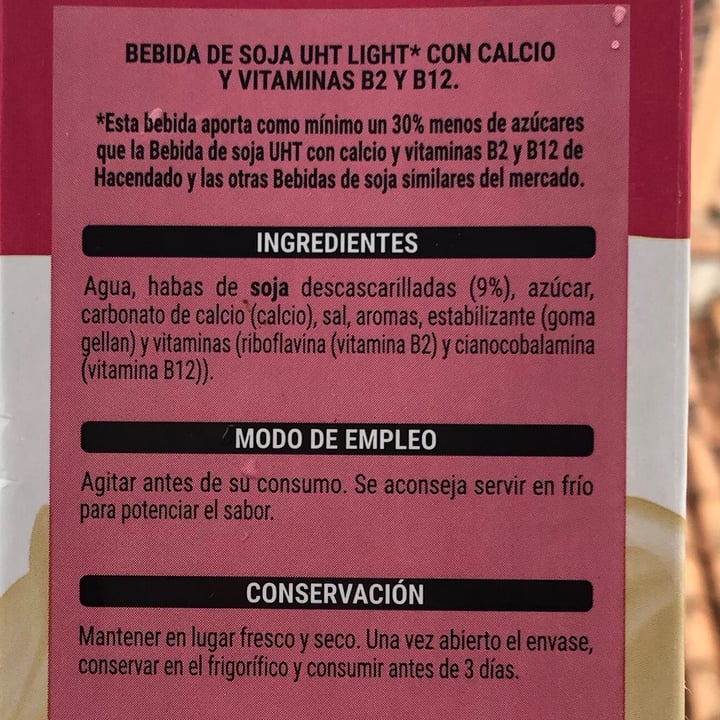 BEBIDA DE SOJA UHT LIGHT* CON CALCIO
Y VITAMINAS B2 Y B12.
*Esta bebida aporta como mínimo un 30% menos de azúcares
que la Bebida de soja UHT con calcio y vitaminas B2 y B12 de
Hacendado y las otras Bebidas de soja similares del mercado.
INGREDIENTES
Agua, habas de soja descascarilladas (9%), azúcar,
carbonato de calcio (calcio), sal, aromas, estabilizante (goma
gellan) y vitaminas (riboflavina (vitamina B2) y cianocobalamina
(vitamina B12)).
MODO DE EMPLEO
Agitar antes de su consumo. Se aconseja servir en frío
para potenciar el sabor.
CONSERVACIÓN
Mantener en lugar fresco y seco. Una vez abierto el envase,
conservar en el frigorífico y consumir antes de 3 días.